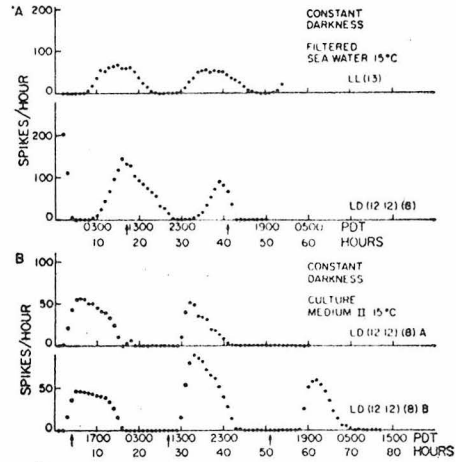 A
200
CONSTANT
DARKNESS
100
FILTERED
SEA WATER 15°C
LL (13)
0
SPIKES/HOUR
200
100
0
LD (12 12) (8)
0300 1300 2300 1900 0500 PDT
10 20 30 40 50 60 HOURS
B
100
CONSTANT
DARKNESS
50
CULTURE
MEDIUM II 15°C
LD (12 12) (8) A
0
SPIKES/HOUR
50
LD (12 12) (8) B
0
1700 0300 1300 2300 1900 0500 1500 PDT
10 20 30 40 50 60 70 80 HOURS